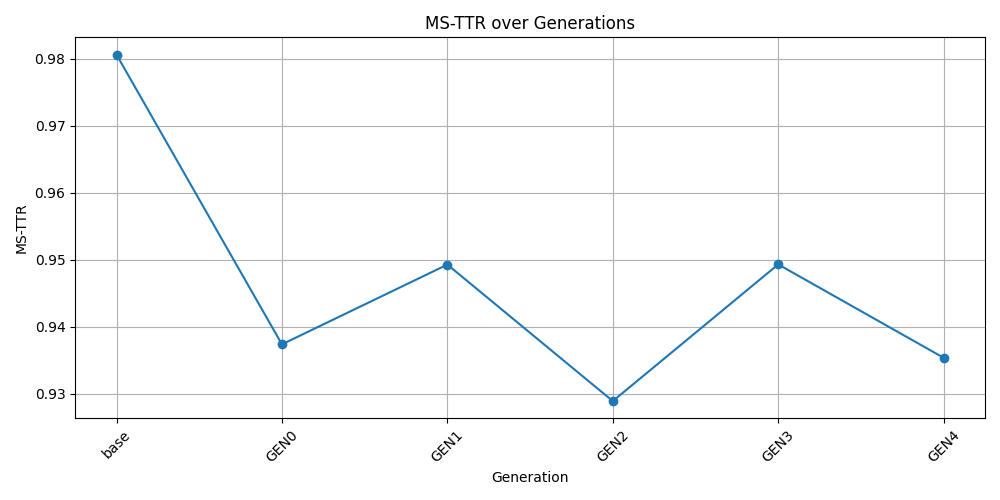 MS-TTR over Generations
0.98
0.97
0.96
0.95
0.94
0.93
MS-TTR
base
GEN0
GEN1
GEN2
GEN3
GEN4
Generation